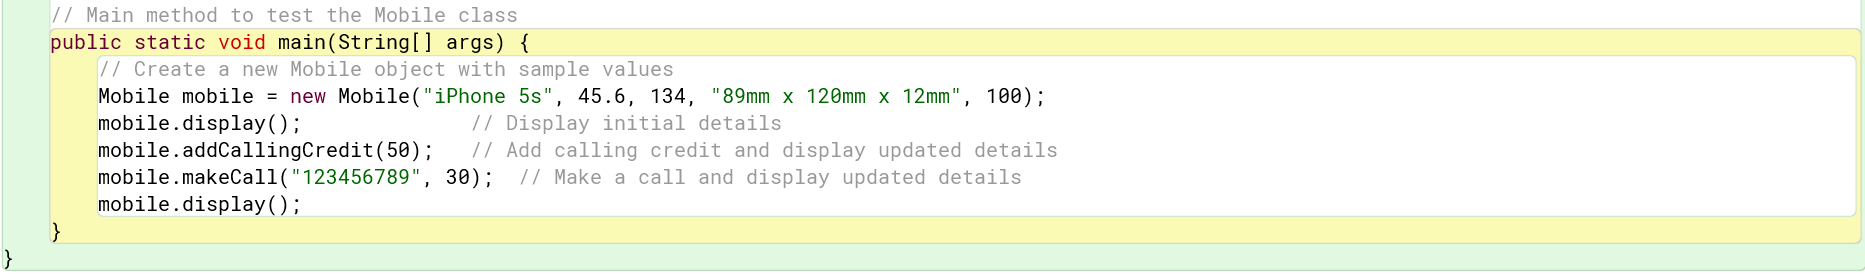 // Main method to test the Mobile class
public static void main(String[] args) {
// Create a new Mobile object with sample values
Mobile mobile = new Mobile("iPhone 5s", 45.6, 134, "89mm x 120mm x 12mm", 100);
mobile.display(); // Display initial details
mobile.addCallingCredit(50); // Add calling credit and display updated details
mobile.makeCall("123456789", 30); // Make a call and display updated details
mobile.display();
}
}